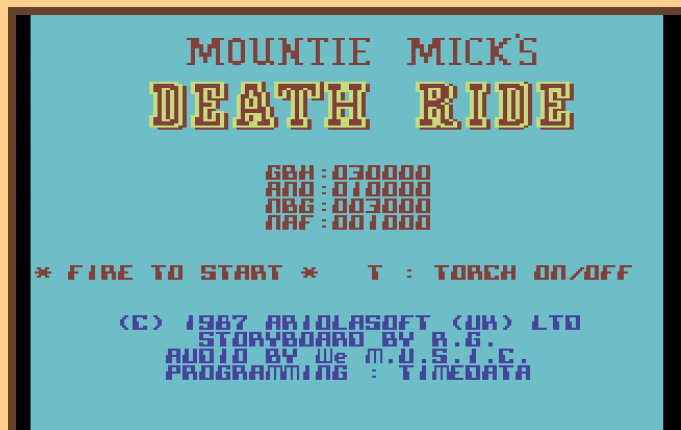 MOUNTIE MICK'S
DEATH RIDE
GBH:030000
ANO:010000
NBG:003000
NAF:001000
* FIRE TO START * T : TORCH ON/OFF
(C) 1987 ARIOLASOFT (UK) LTD
STORYBOARD BY R.G.
AUDIO BY We M.U.S.I.C.
PROGRAMMING : TIMEDATA